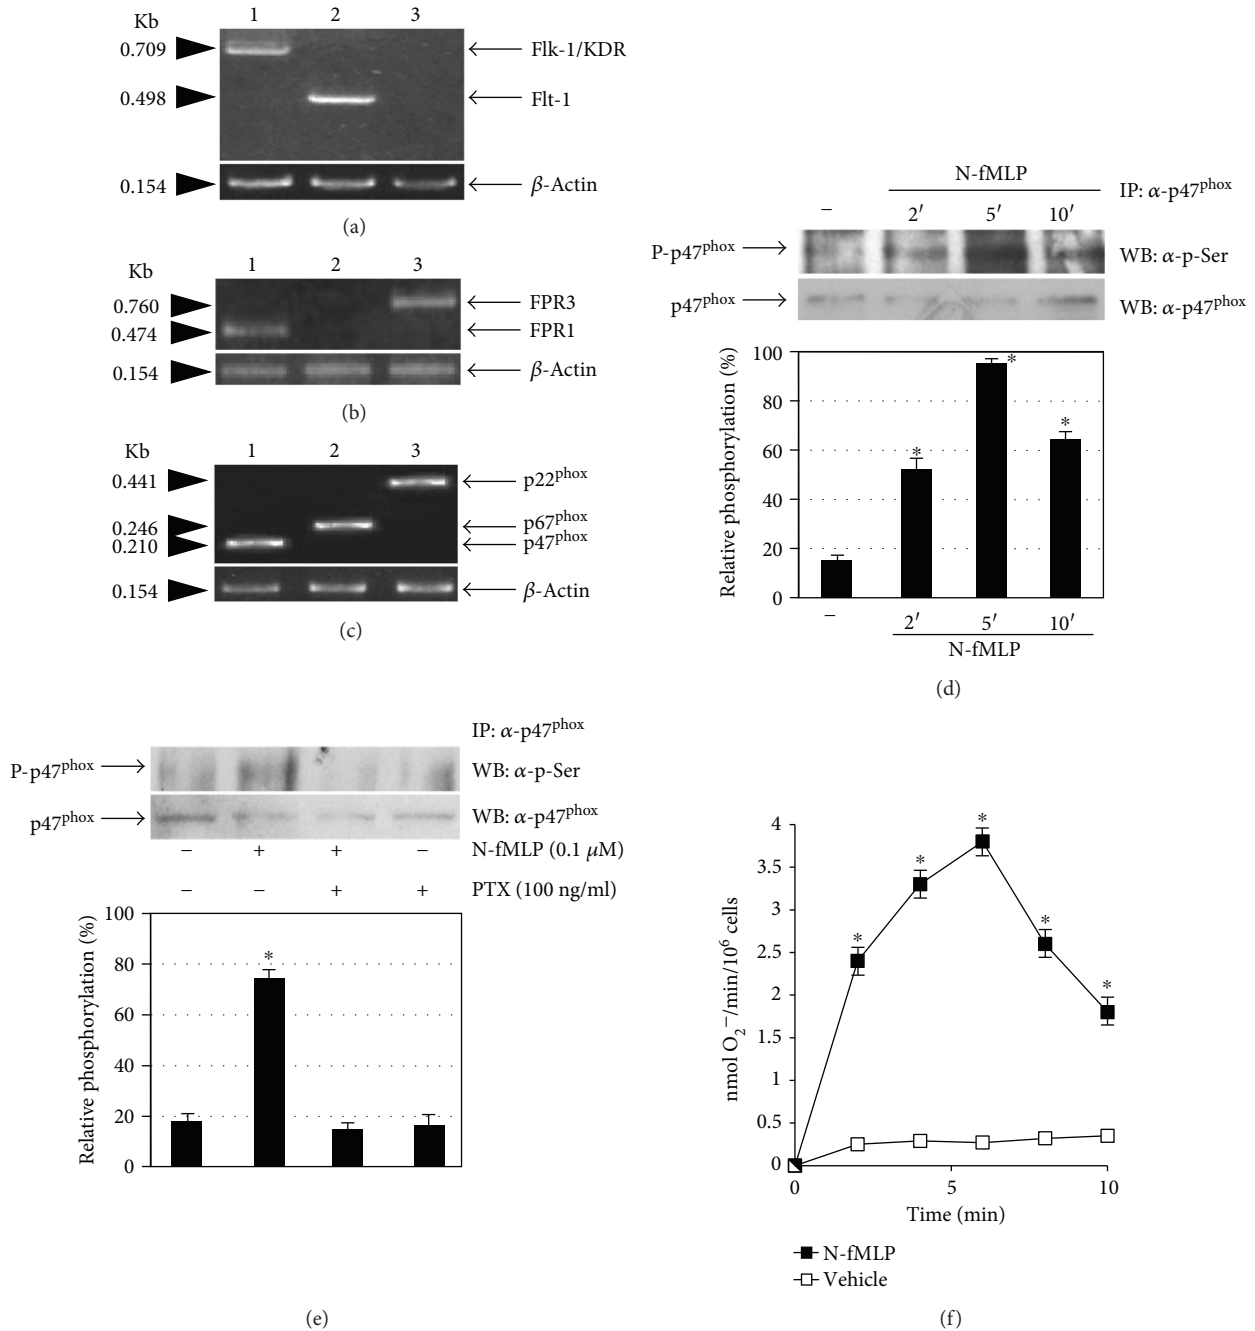 Kb 1 2 3
0.709 Flk-1/KDR
0.498 Flt-1
0.154 β-Actin
(a)
Kb 1 2 3
0.760 FPR3
0.474 FPR1
0.154 β-Actin
(b)
Kb 1 2 3
0.441 p22phox
0.246 p67phox
0.210 p47phox
0.154 β-Actin
(c)
N-fMLP
IP: α-p47phox
– 2′ 5′ 10′
P-p47phox WB: α-p-Ser
p47phox WB: α-p47phox
Relative phosphorylation (%)
100
80
60
40
20
0
* * *
– 2′ 5′ 10′
N-fMLP
(d)
IP: α-p47phox
P-p47phox WB: α-p-Ser
p47phox WB: α-p47phox
– + + – N-fMLP (0.1 μM)
– – + + PTX (100 ng/ml)
Relative phosphorylation (%)
100
80
60
40
20
0
*
(e)
nmol O2−/min/10⁶ cells
4
3.5
3
2.5
2
1.5
1
0.5
0
* * * * *
0 5 10
Time (min)
N-fMLP
Vehicle
(f)